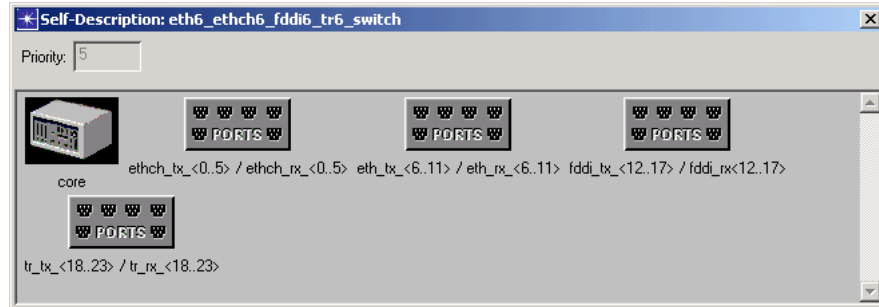 Self-Description: eth6_ethch6_fddi6_tr6_switch
Priority: 5
PORTS PORTS PORTS
core
ethch_tx_<0..5> / ethch_rx_<0..5> eth_tx_<6..11> / eth_rx_<6..11> fddi_tx_<12..17> / fddi_rx<12..17>
PORTS
tr_tx_<18..23> / tr_rx_<18..23>